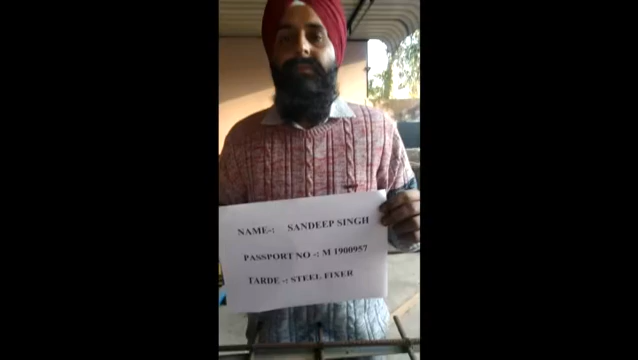 NAME-: SANDEEP SINGH
PASSPORT NO -: M 1900957
TARDE -: STEEL FIXER